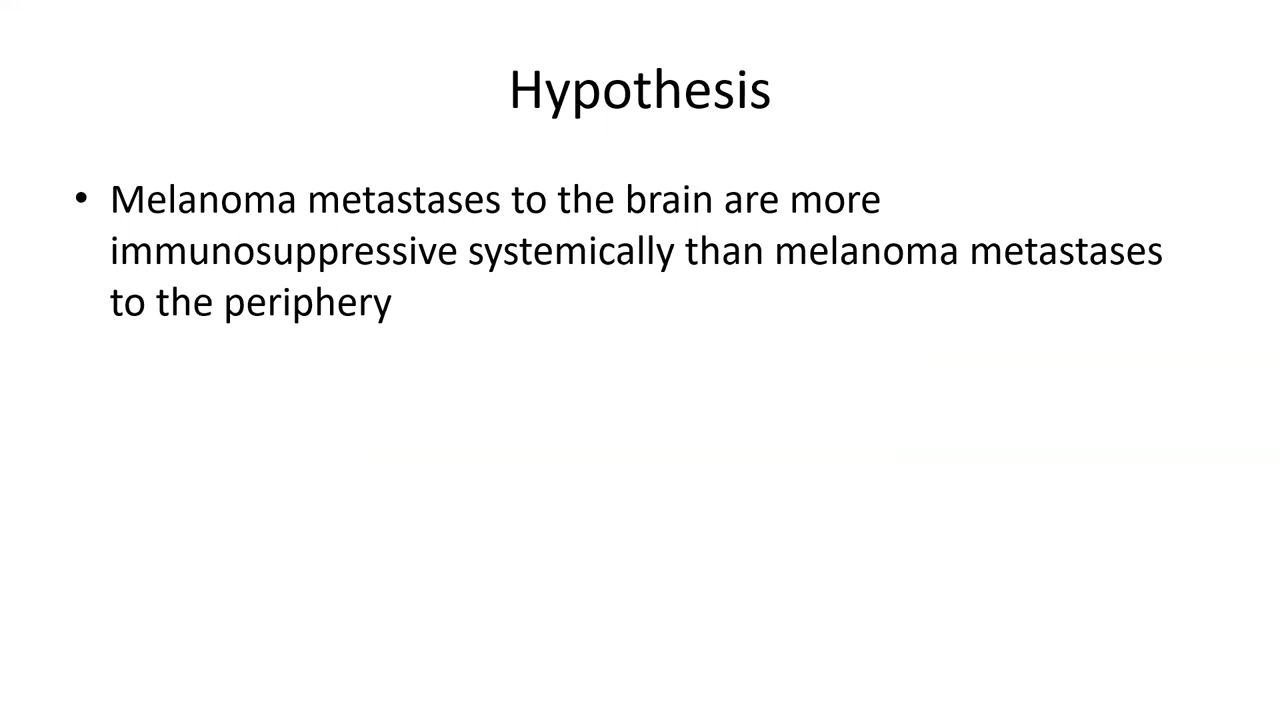 Hypothesis
• Melanoma metastases to the brain are more
immunosuppressive systemically than melanoma metastases
to the periphery